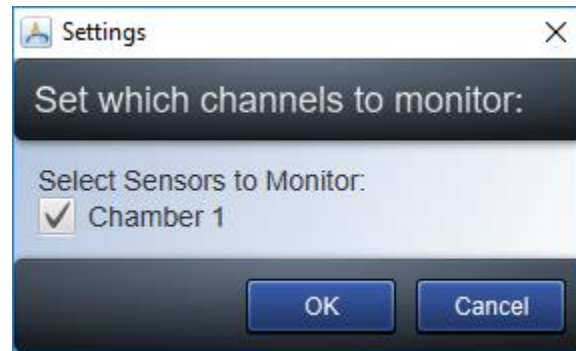 Settings
Set which channels to monitor:
Select Sensors to Monitor:
Chamber 1
OK Cancel